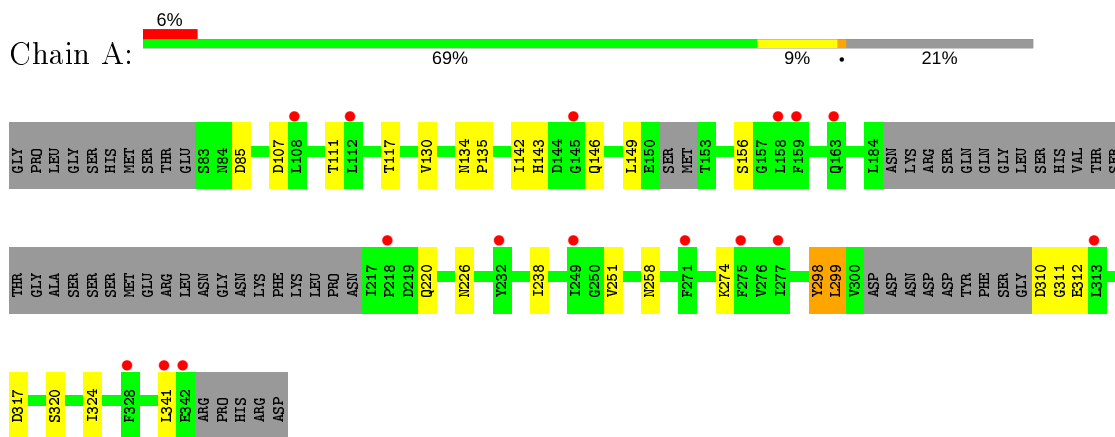 6%
Chain A:
69% 9% • 21%
GLY PRO LEU GLY SER HIS MET SER THR GLU S83 N84 D85 D107 L108 T111 L112 T117 V130 N134 P135 I142 H143 D144 G145 Q146 L149 E150 SER MET T153 S156 G157 L158 F159 Q163 L184 ASN LYS ARG SER GLN GLN GLY LEU SER HIS VAL THR SER
THR GLY ALA SER SER SER MET GLU ARG LEU ASN GLY ASN LYS PHE LYS LEU PRO ASN I217 P218 D219 Q220 N226 Y232 I238 I249 G250 V251 N258 F271 K274 F275 V276 I277 Y298 L299 V300 ASP ASP ASN ASP ASP TYR PHE SER GLY D310 G311 E312 L313
D317 S320 I324 F328 L341 E342 ARG PRO HIS ARG ASP